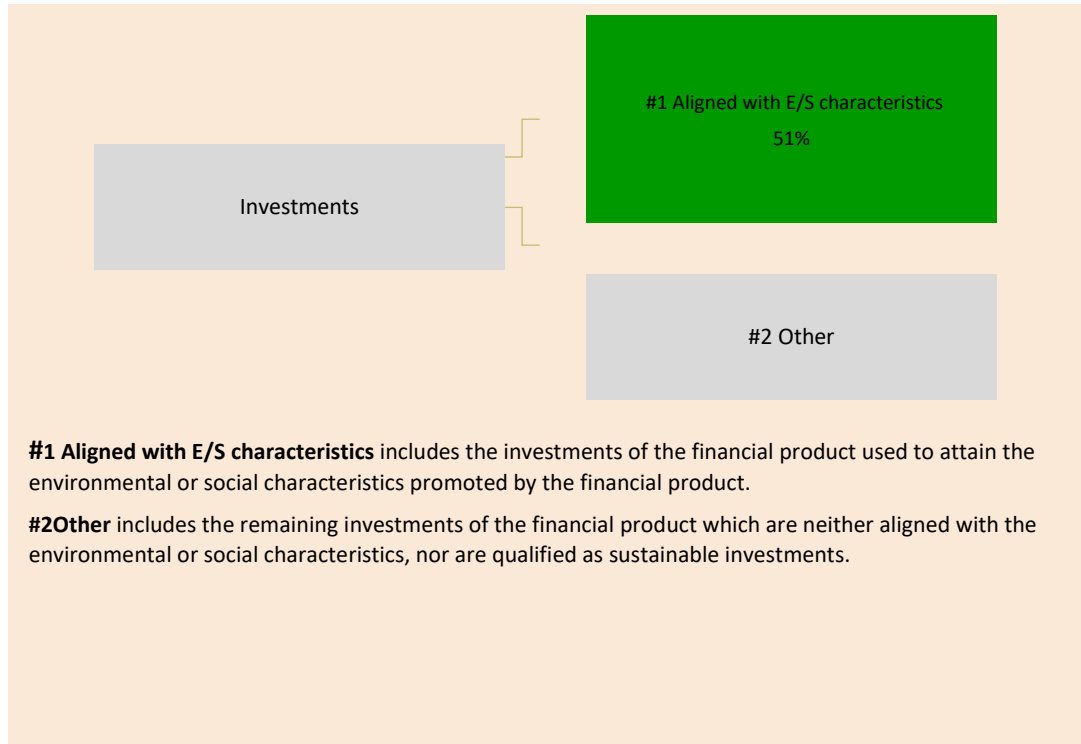 #1 Aligned with E/S characteristics
51%
Investments
#2 Other
#1 Aligned with E/S characteristics includes the investments of the financial product used to attain the
environmental or social characteristics promoted by the financial product.
#2Other includes the remaining investments of the financial product which are neither aligned with the
environmental or social characteristics, nor are qualified as sustainable investments.